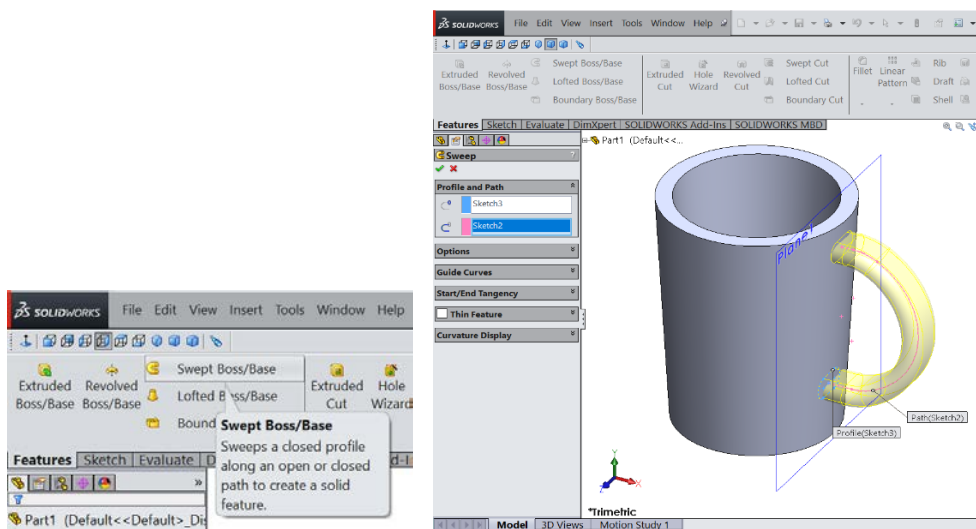 SOLIDWORKS File Edit View Insert Tools Window Help
Extruded Boss/Base
Revolved Boss/Base
Swept Boss/Base
Lofted Boss/Base
Bound
Extruded Cut
Hole Wizard
Swept Boss/Base
Sweeps a closed profile
along an open or closed
path to create a solid
feature.
Features Sketch Evaluate D
d-I
Part1 (Default<<Default>_Dis
SOLIDWORKS File Edit View Insert Tools Window Help
Extruded Boss/Base
Revolved Boss/Base
Swept Boss/Base
Lofted Boss/Base
Boundary Boss/Base
Extruded Cut
Hole Wizard
Revolved Cut
Swept Cut
Lofted Cut
Boundary Cut
Fillet
Linear Pattern
Rib
Draft
Shell
Features Sketch Evaluate DimXpert SOLIDWORKS Add-Ins SOLIDWORKS MBD
Part1 (Default<<...
Sweep ?
Profile and Path
Sketch3
Sketch2
Options
Guide Curves
Start/End Tangency
Thin Feature
Curvature Display
Plane1
Path(Sketch2)
Profile(Sketch3)
Y
X
Z
*Trimetric
Model 3D Views Motion Study 1